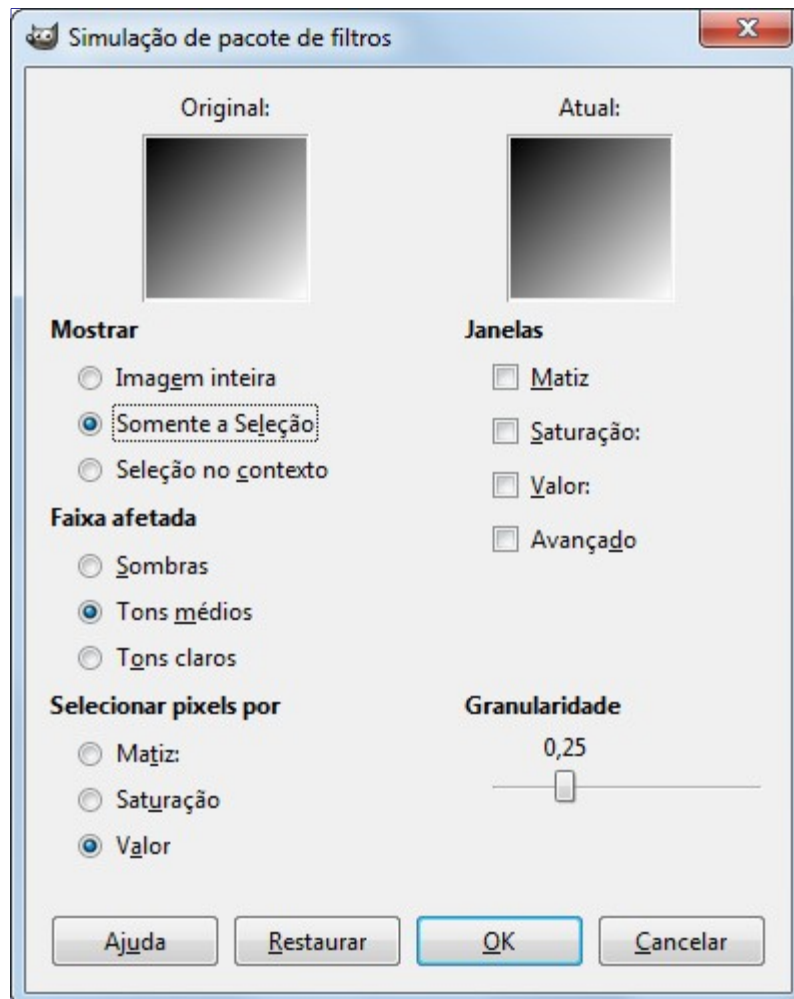 Simulação de pacote de filtros
Original:
Atual:
Mostrar
Imagem inteira
Somente a Seleção
Seleção no contexto
Janelas
Matiz
Saturação:
Valor:
Avançado
Faixa afetada
Sombras
Tons médios
Tons claros
Selecionar pixels por
Matiz:
Saturação
Valor
Granularidade
0,25
Ajuda
Restaurar
OK
Cancelar